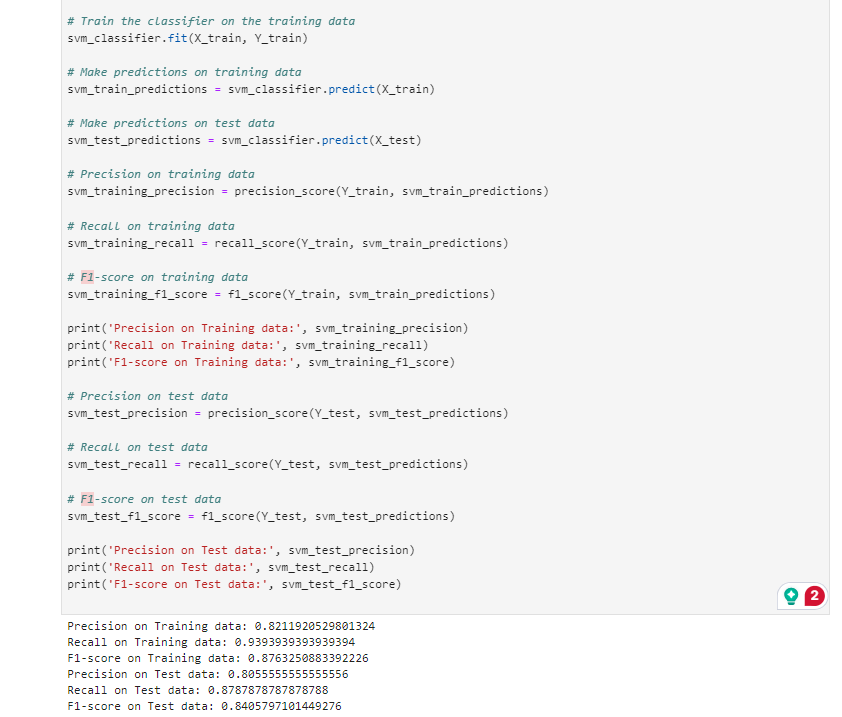 # Train the classifier on the training data
svm_classifier.fit(X_train, Y_train)
# Make predictions on training data
svm_train_predictions = svm_classifier.predict(X_train)
# Make predictions on test data
svm_test_predictions = svm_classifier.predict(X_test)
# Precision on training data
svm_training_precision = precision_score(Y_train, svm_train_predictions)
# Recall on training data
svm_training_recall = recall_score(Y_train, svm_train_predictions)
# F1-score on training data
svm_training_f1_score = f1_score(Y_train, svm_train_predictions)
print('Precision on Training data:', svm_training_precision)
print('Recall on Training data:', svm_training_recall)
print('F1-score on Training data:', svm_training_f1_score)
# Precision on test data
svm_test_precision = precision_score(Y_test, svm_test_predictions)
# Recall on test data
svm_test_recall = recall_score(Y_test, svm_test_predictions)
# F1-score on test data
svm_test_f1_score = f1_score(Y_test, svm_test_predictions)
print('Precision on Test data:', svm_test_precision)
print('Recall on Test data:', svm_test_recall)
print('F1-score on Test data:', svm_test_f1_score)
2
Precision on Training data: 0.8211920529801324
Recall on Training data: 0.9393939393939394
F1-score on Training data: 0.8763250883392226
Precision on Test data: 0.8055555555555556
Recall on Test data: 0.8787878787878788
F1-score on Test data: 0.8405797101449276